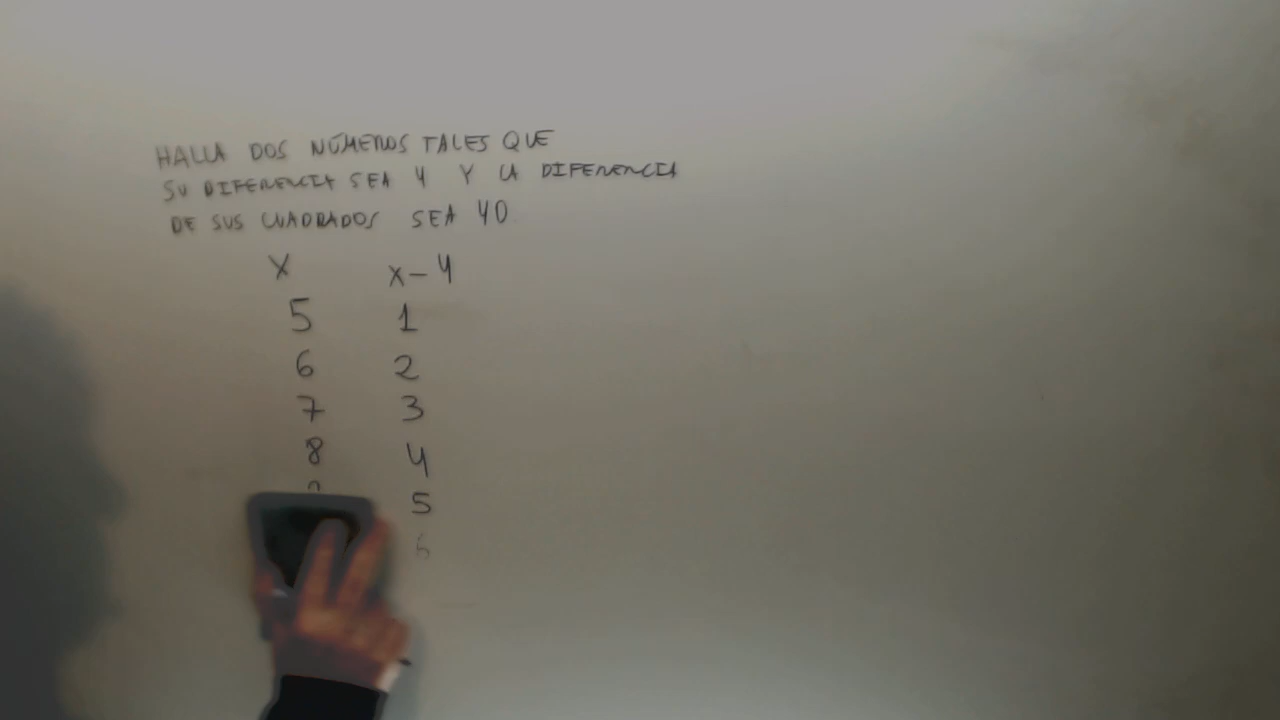 HALLA DOS NÚMEROS TALES QUE
SU DIFERENCIA SEA 4 Y LA DIFERENCIA
DE SUS CUADRADOS SEA 40
X X-4
5 1
6 2
7 3
8 4
5
6